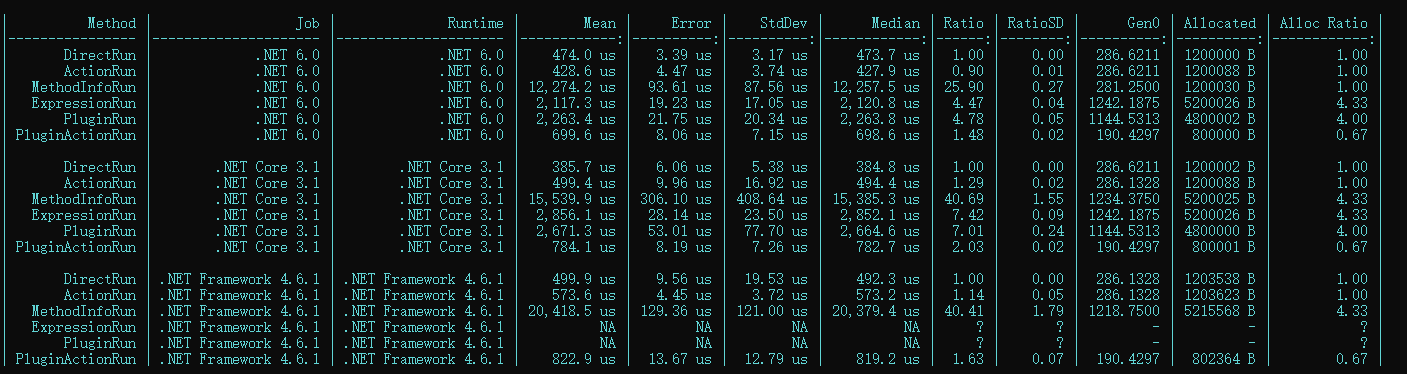 | Method | Job | Runtime | Mean | Error | StdDev | Median | Ratio | RatioSD | Gen0 | Allocated | Alloc Ratio |
|---------------- |--------------------- |--------------------- |------------:|----------:|----------:|------------:|------:|--------:|----------:|----------:|------------:|
| DirectRun | .NET 6.0 | .NET 6.0 | 474.0 us | 3.39 us | 3.17 us | 473.7 us | 1.00 | 0.00 | 286.6211 | 1200000 B | 1.00 |
| ActionRun | .NET 6.0 | .NET 6.0 | 428.6 us | 4.47 us | 3.74 us | 427.9 us | 0.90 | 0.01 | 286.6211 | 1200088 B | 1.00 |
| MethodInfoRun | .NET 6.0 | .NET 6.0 | 12,274.2 us | 93.61 us | 87.56 us | 12,257.5 us | 25.90 | 0.27 | 281.2500 | 1200030 B | 1.00 |
| ExpressionRun | .NET 6.0 | .NET 6.0 | 2,117.3 us | 19.23 us | 17.05 us | 2,120.8 us | 4.47 | 0.04 | 1242.1875 | 5200026 B | 4.33 |
| PluginRun | .NET 6.0 | .NET 6.0 | 2,263.4 us | 21.75 us | 20.34 us | 2,263.8 us | 4.78 | 0.05 | 1144.5313 | 4800002 B | 4.00 |
| PluginActionRun | .NET 6.0 | .NET 6.0 | 699.6 us | 8.06 us | 7.15 us | 698.6 us | 1.48 | 0.02 | 190.4297 | 800000 B | 0.67 |
| DirectRun | .NET Core 3.1 | .NET Core 3.1 | 385.7 us | 6.06 us | 5.38 us | 384.8 us | 1.00 | 0.00 | 286.6211 | 1200002 B | 1.00 |
| ActionRun | .NET Core 3.1 | .NET Core 3.1 | 499.4 us | 9.96 us | 16.92 us | 494.4 us | 1.29 | 0.02 | 286.1328 | 1200088 B | 1.00 |
| MethodInfoRun | .NET Core 3.1 | .NET Core 3.1 | 15,539.9 us | 306.10 us | 408.64 us | 15,385.3 us | 40.69 | 1.55 | 1234.3750 | 5200025 B | 4.33 |
| ExpressionRun | .NET Core 3.1 | .NET Core 3.1 | 2,856.1 us | 28.14 us | 23.50 us | 2,852.1 us | 7.42 | 0.09 | 1242.1875 | 5200026 B | 4.33 |
| PluginRun | .NET Core 3.1 | .NET Core 3.1 | 2,671.3 us | 53.01 us | 77.70 us | 2,664.6 us | 7.01 | 0.24 | 1144.5313 | 4800000 B | 4.00 |
| PluginActionRun | .NET Core 3.1 | .NET Core 3.1 | 784.1 us | 8.19 us | 7.26 us | 782.7 us | 2.03 | 0.02 | 190.4297 | 800001 B | 0.67 |
| DirectRun | .NET Framework 4.6.1 | .NET Framework 4.6.1 | 499.9 us | 9.56 us | 19.53 us | 492.3 us | 1.00 | 0.00 | 286.1328 | 1203538 B | 1.00 |
| ActionRun | .NET Framework 4.6.1 | .NET Framework 4.6.1 | 573.6 us | 4.45 us | 3.72 us | 573.2 us | 1.14 | 0.05 | 286.1328 | 1203623 B | 1.00 |
| MethodInfoRun | .NET Framework 4.6.1 | .NET Framework 4.6.1 | 20,418.5 us | 129.36 us | 121.00 us | 20,379.4 us | 40.41 | 1.79 | 1218.7500 | 5215568 B | 4.33 |
| ExpressionRun | .NET Framework 4.6.1 | .NET Framework 4.6.1 | NA | NA | NA | NA | ? | ? | - | - | ? |
| PluginRun | .NET Framework 4.6.1 | .NET Framework 4.6.1 | NA | NA | NA | NA | ? | ? | - | - | ? |
| PluginActionRun | .NET Framework 4.6.1 | .NET Framework 4.6.1 | 822.9 us | 13.67 us | 12.79 us | 819.2 us | 1.63 | 0.07 | 190.4297 | 802364 B | 0.67 |